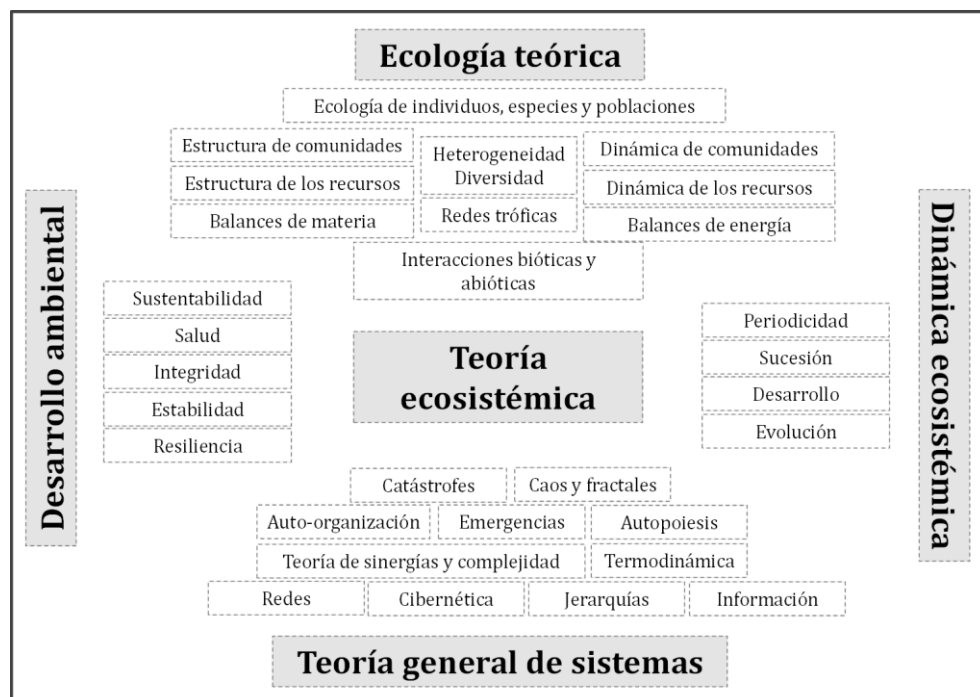 Ecología teórica
Ecología de individuos, especies y poblaciones
Estructura de comunidades
Heterogeneidad
Diversidad
Dinámica de comunidades
Estructura de los recursos
Dinámica de los recursos
Balances de materia
Redes tróficas
Balances de energía
Interacciones bióticas y
abióticas
Desarrollo ambiental
Sustentabilidad
Salud
Integridad
Estabilidad
Resiliencia
Teoría
ecosistémica
Periodicidad
Sucesión
Desarrollo
Evolución
Dinámica ecosistémica
Catástrofes
Caos y fractales
Auto-organización
Emergencias
Autopoiesis
Teoría de sinergías y complejidad
Termodinámica
Redes
Cibernética
Jerarquías
Información
Teoría general de sistemas